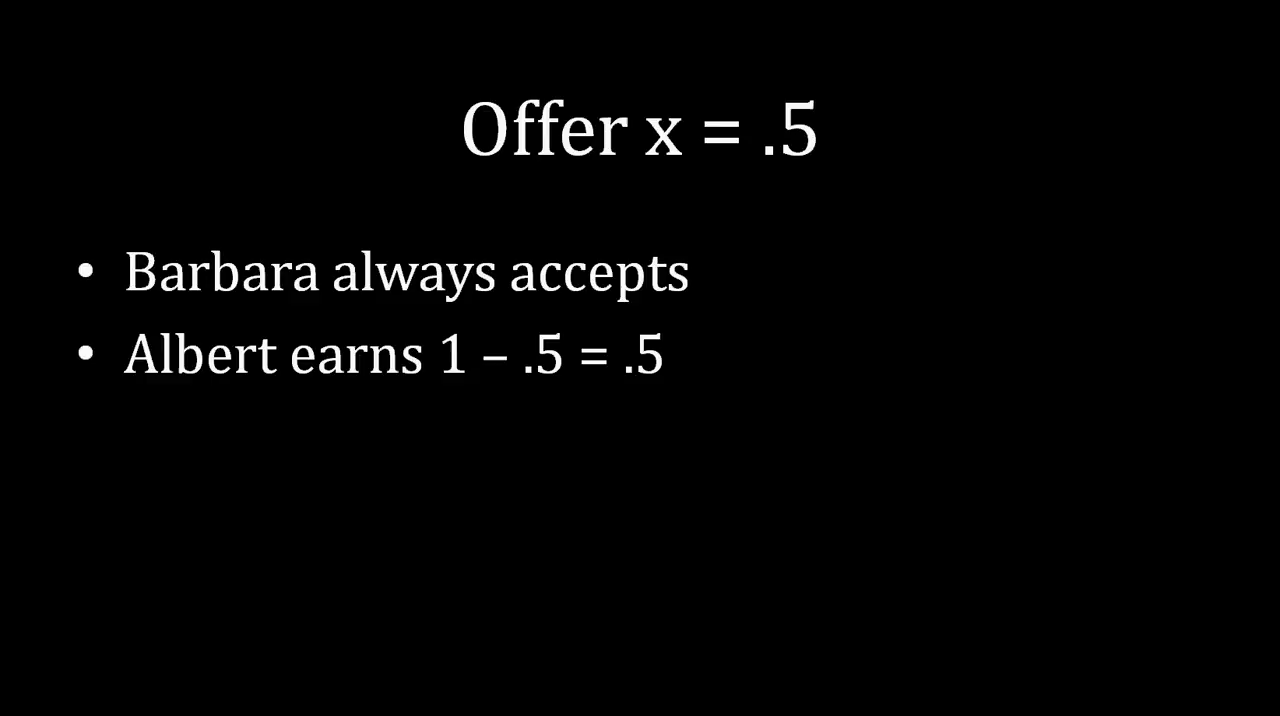 Offer x = .5
• Barbara always accepts
• Albert earns 1 – .5 = .5